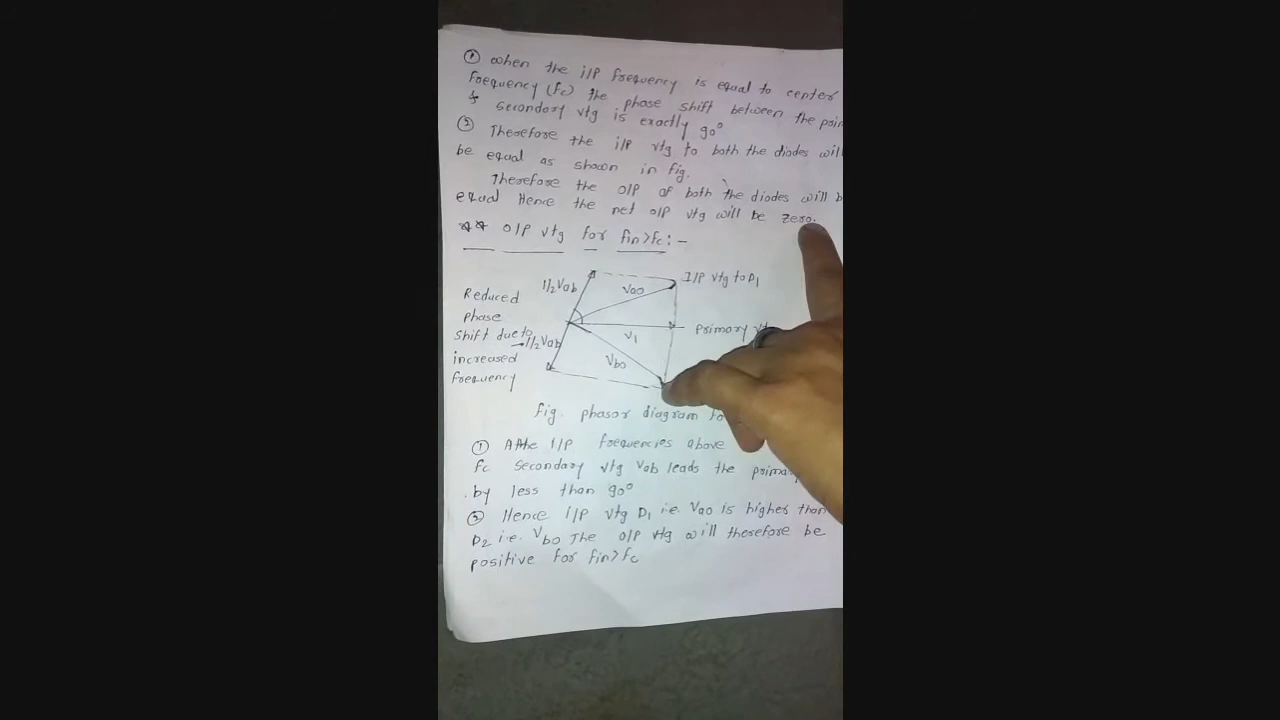 ① When the i/P frequency is equal to center
frequency (fc) the phase shift between the
& secondary vtg is exactly 90°
② Therefore the i/P vtg to both the diodes will
be equal as shown in fig.
Therefore the O/P of both the diodes will
equal Hence the net O/P vtg will be zero.
** O/P vtg for fin>fc:-
1/2 Vab
Vao
I/P vtg to D1
Reduced
phase
shift due to
increased
frequency
-1/2 Vab
V1
Primary
Vbo
fig. phasor diagram
① At the I/P frequencies above
fc secondary vtg Vab leads the
by less than 90°
② Hence I/P vtg D1 i.e. Vao is higher than
D2 i.e. Vbo The O/P vtg will therefore be
positive for fin>fc